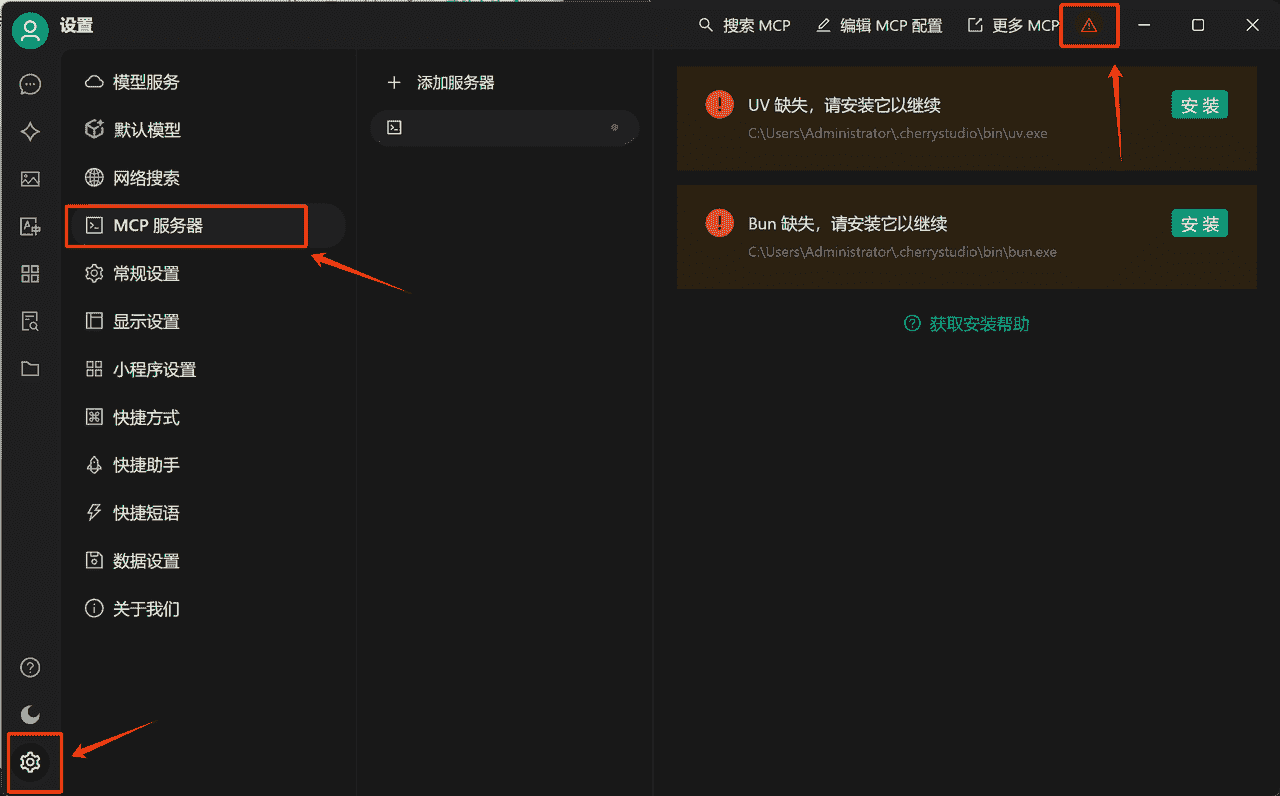 设置
搜索 MCP
编辑 MCP 配置
更多 MCP
模型服务
默认模型
网络搜索
MCP 服务器
常规设置
显示设置
小程序设置
快捷方式
快捷助手
快捷短语
数据设置
关于我们
添加服务器
UV 缺失，请安装它以继续
C:\Users\Administrator\.cherrystudio\bin\uv.exe
安 装
Bun 缺失，请安装它以继续
C:\Users\Administrator\.cherrystudio\bin\bun.exe
安 装
获取安装帮助